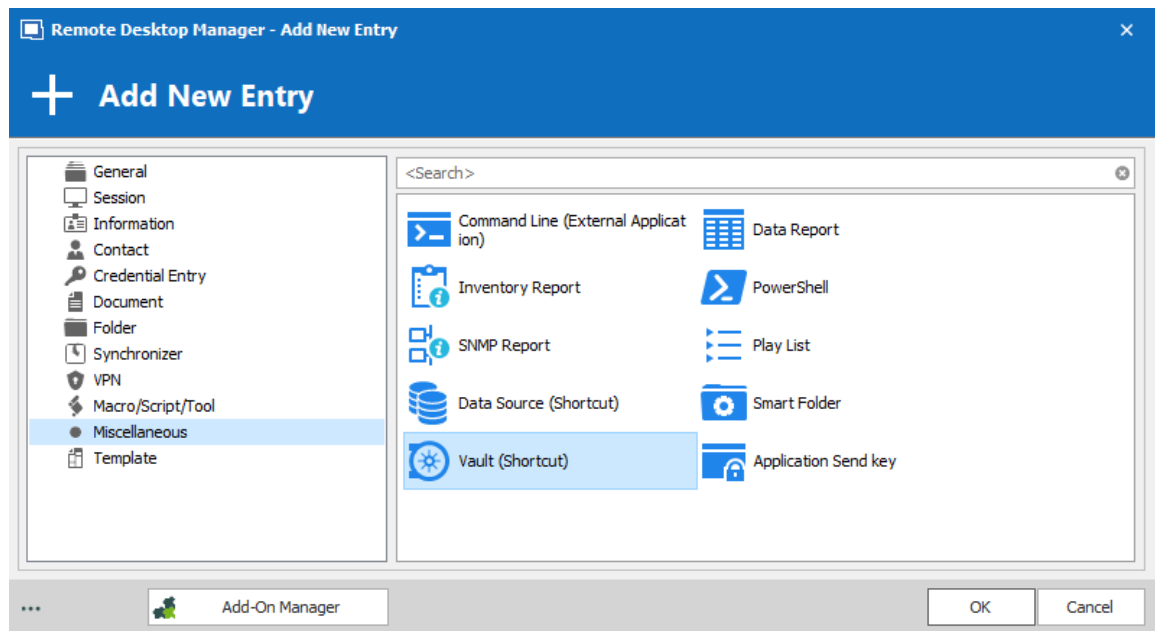 Remote Desktop Manager - Add New Entry
Add New Entry
General
Session
Information
Contact
Credential Entry
Document
Folder
Synchronizer
VPN
Macro/Script/Tool
Miscellaneous
Template
<Search>
Command Line (External Applicat
ion)
Data Report
Inventory Report
PowerShell
SNMP Report
Play List
Data Source (Shortcut)
Smart Folder
Vault (Shortcut)
Application Send key
Add-On Manager
OK
Cancel